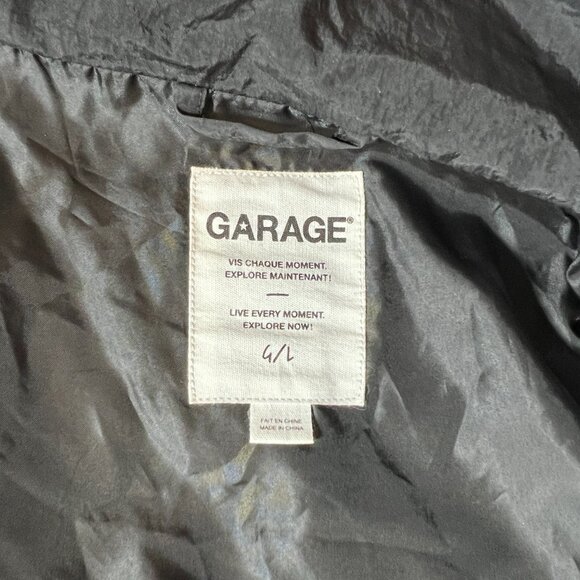 GARAGE®
VIS CHAQUE MOMENT.
EXPLORE MAINTENANT!
LIVE EVERY MOMENT.
EXPLORE NOW!
G/L
FAIT EN CHINE
MADE IN CHINA